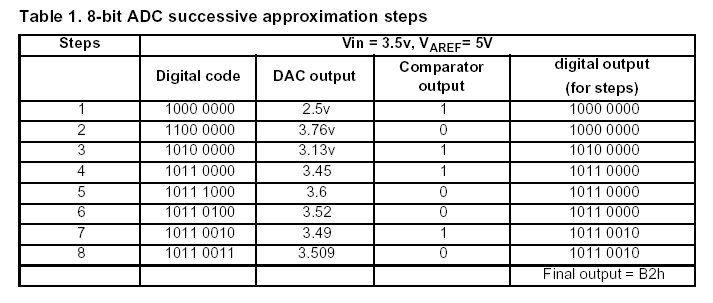 Table 1. 8-bit ADC successive approximation steps
Steps Vin = 3.5v, VAREF= 5V
Digital code DAC output Comparator output digital output (for steps)
1 1000 0000 2.5v 1 1000 0000
2 1100 0000 3.76v 0 1000 0000
3 1010 0000 3.13v 1 1010 0000
4 1011 0000 3.45 1 1011 0000
5 1011 1000 3.6 0 1011 0000
6 1011 0100 3.52 0 1011 0000
7 1011 0010 3.49 1 1011 0010
8 1011 0011 3.509 0 1011 0010
Final output = B2h